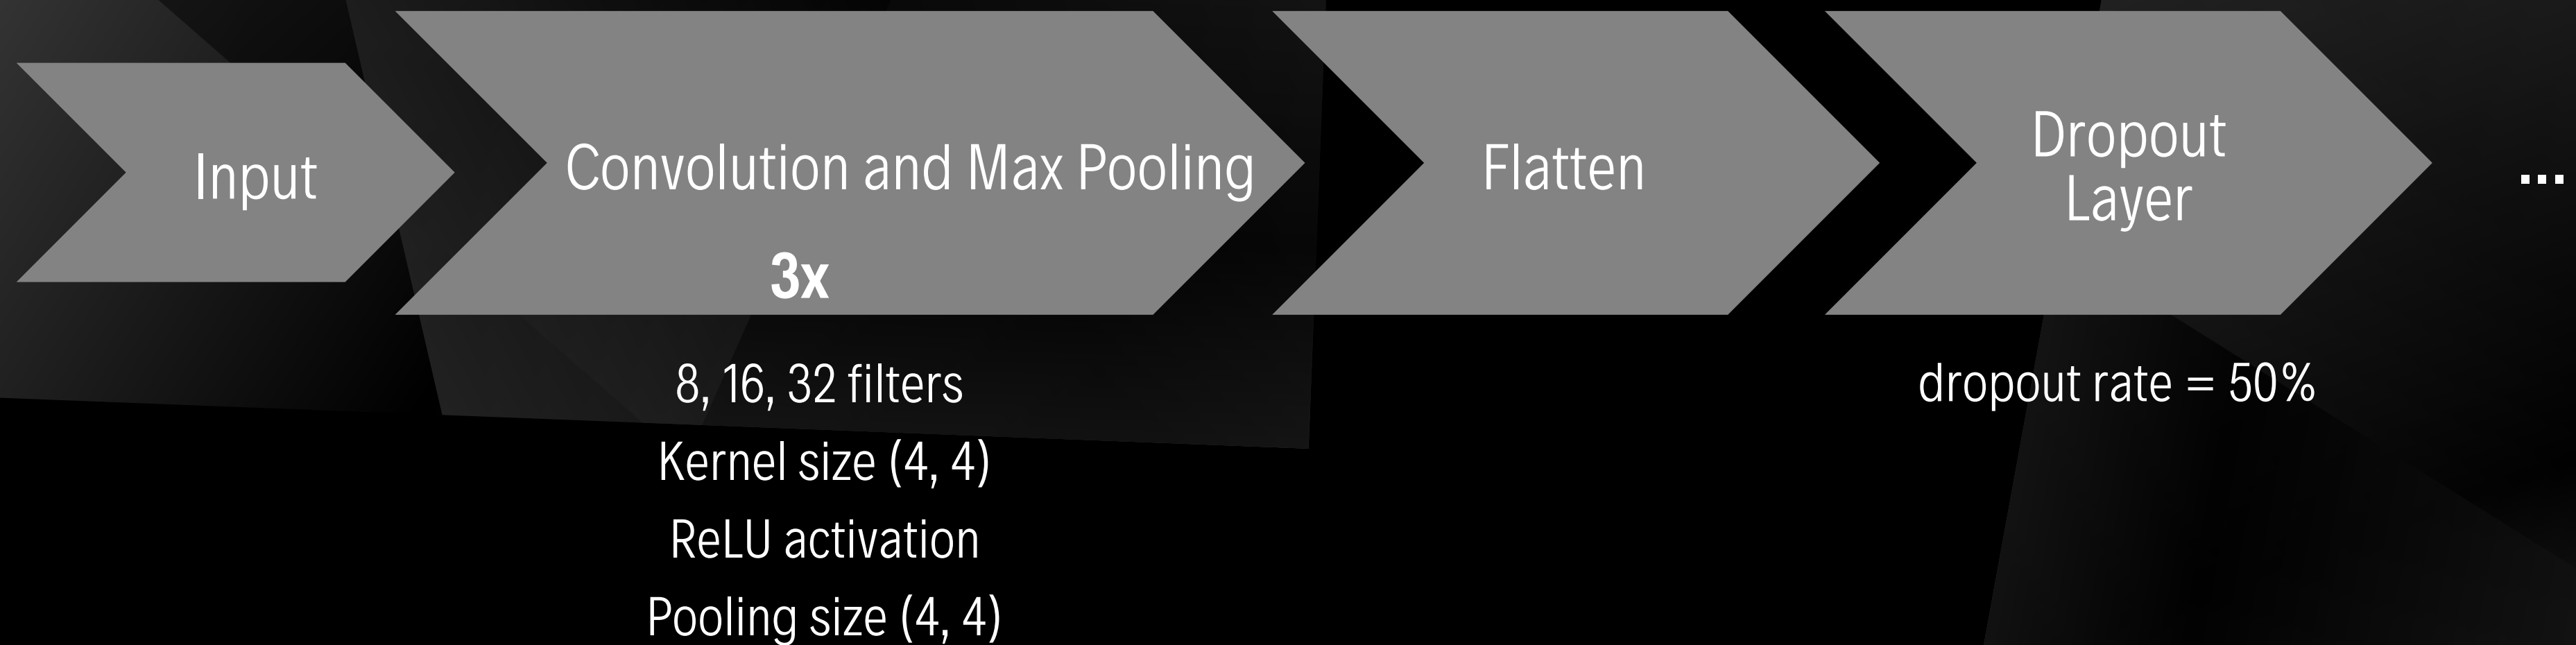 Input
Convolution and Max Pooling
3x
Flatten
Dropout
Layer
...
8, 16, 32 filters
Kernel size (4, 4)
ReLU activation
Pooling size (4, 4)
dropout rate = 50%